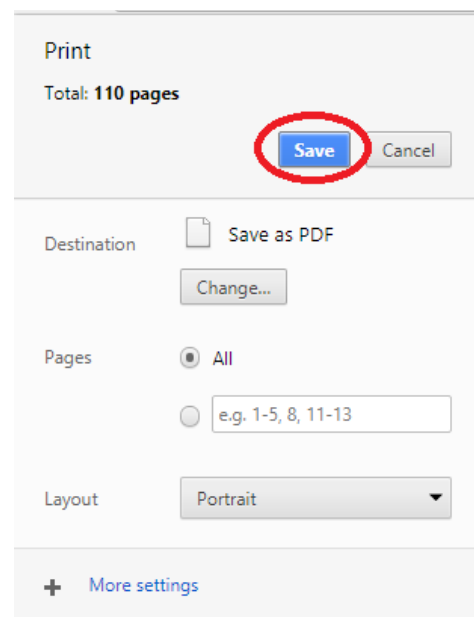 Print
Total: 110 pages
Save Cancel
Destination Save as PDF
Change...
Pages All
e.g. 1-5, 8, 11-13
Layout Portrait
+ More settings